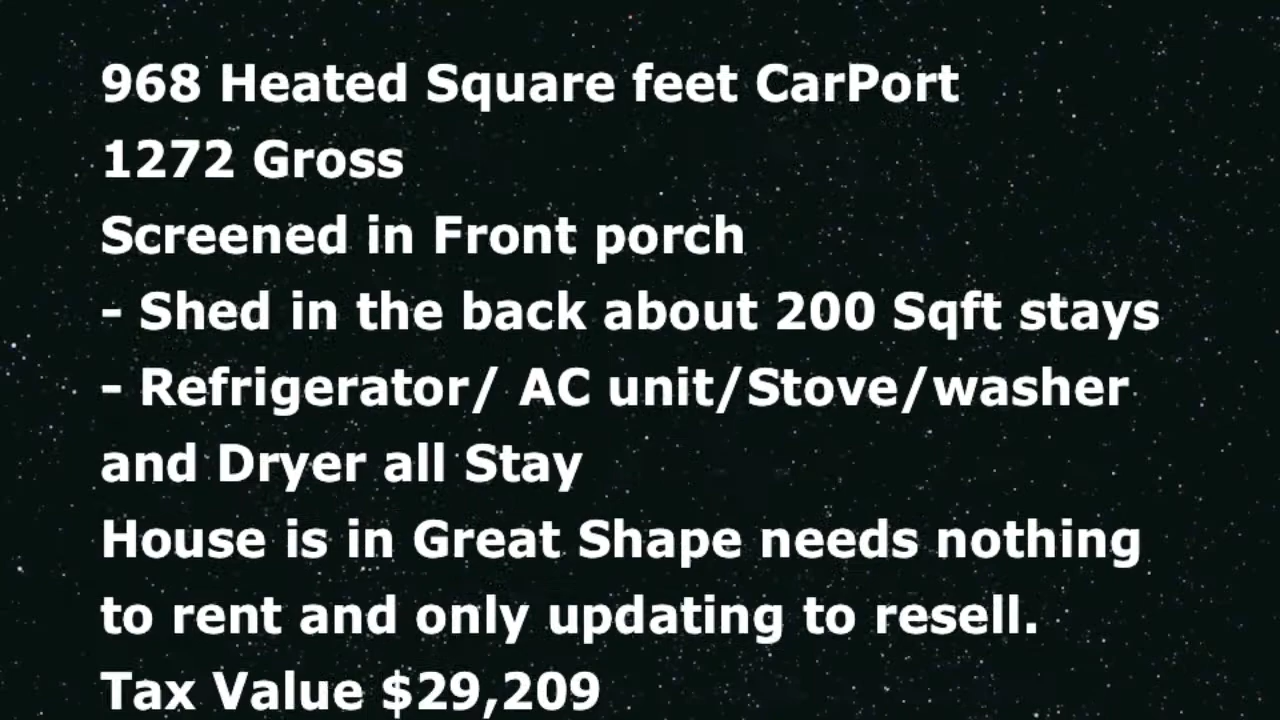 968 Heated Square feet CarPort
1272 Gross
Screened in Front porch
- Shed in the back about 200 Sqft stays
- Refrigerator/ AC unit/Stove/washer
and Dryer all Stay
House is in Great Shape needs nothing
to rent and only updating to resell.
Tax Value $29,209